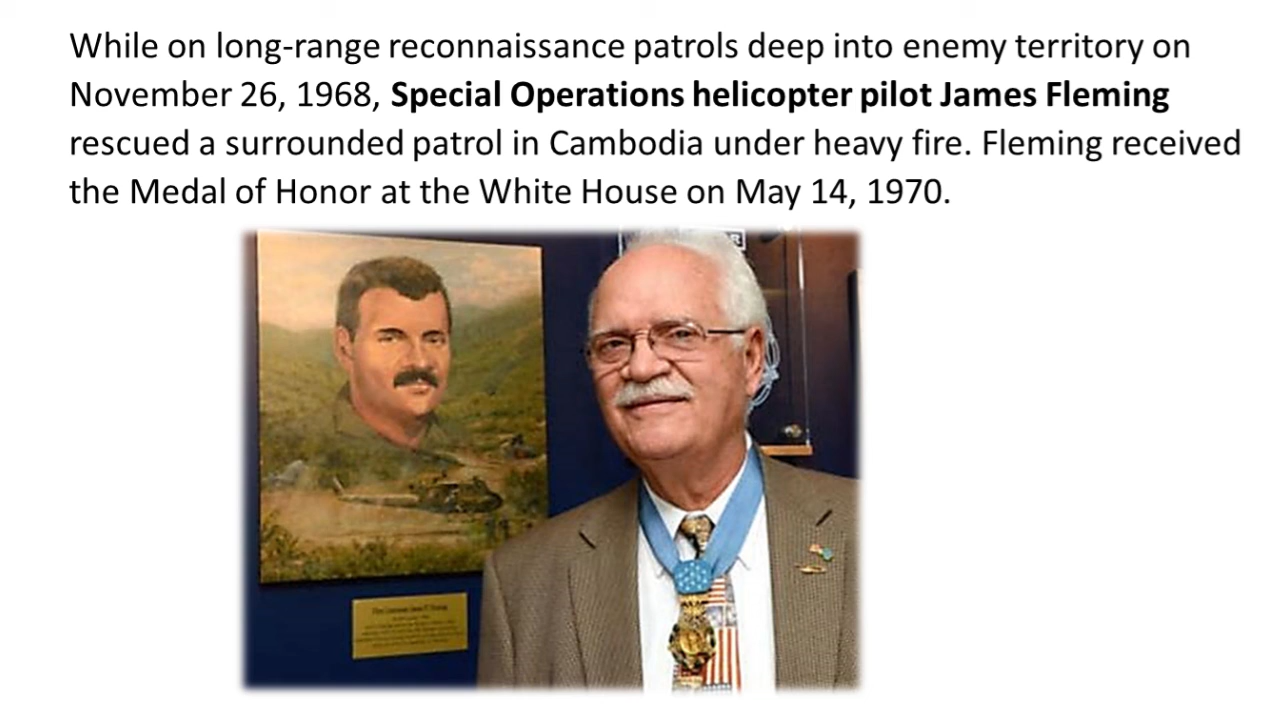 While on long-range reconnaissance patrols deep into enemy territory on
November 26, 1968, Special Operations helicopter pilot James Fleming
rescued a surrounded patrol in Cambodia under heavy fire. Fleming received
the Medal of Honor at the White House on May 14, 1970.